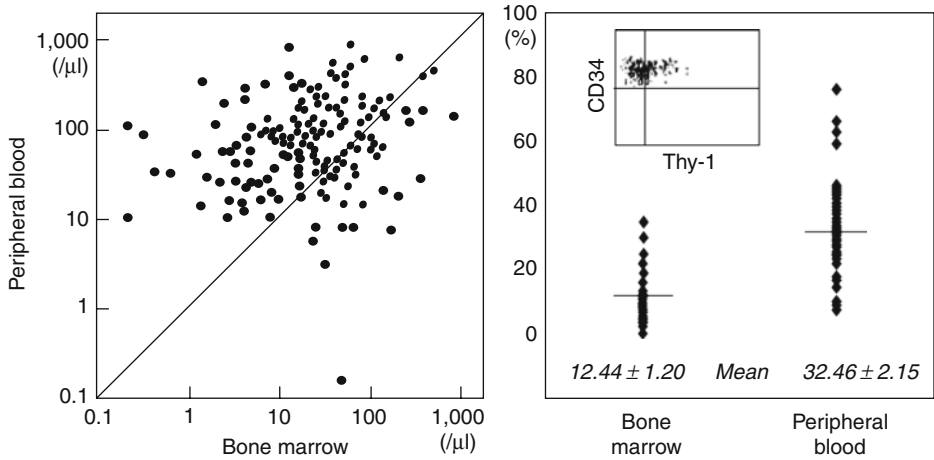 1,000
(/μl)
100
10
1
0.1
Peripheral blood
0.1
1
10
100
1,000
(/μl)
Bone marrow
100
(%)
80
60
40
20
0
CD34
Thy-1
12.44 ± 1.20 Mean 32.46 ± 2.15
Bone
marrow
Peripheral
blood